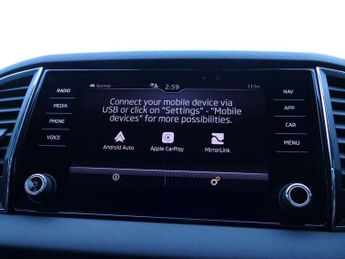 Normal
2:59
11.5°C
RADIO
MEDIA
PHONE
VOICE
Connect your mobile device via
USB or click on "Settings" - "Mobile
devices" for more possibilities.
Android Auto
Apple CarPlay
MirrorLink
NAV
APP
CAR
MENU